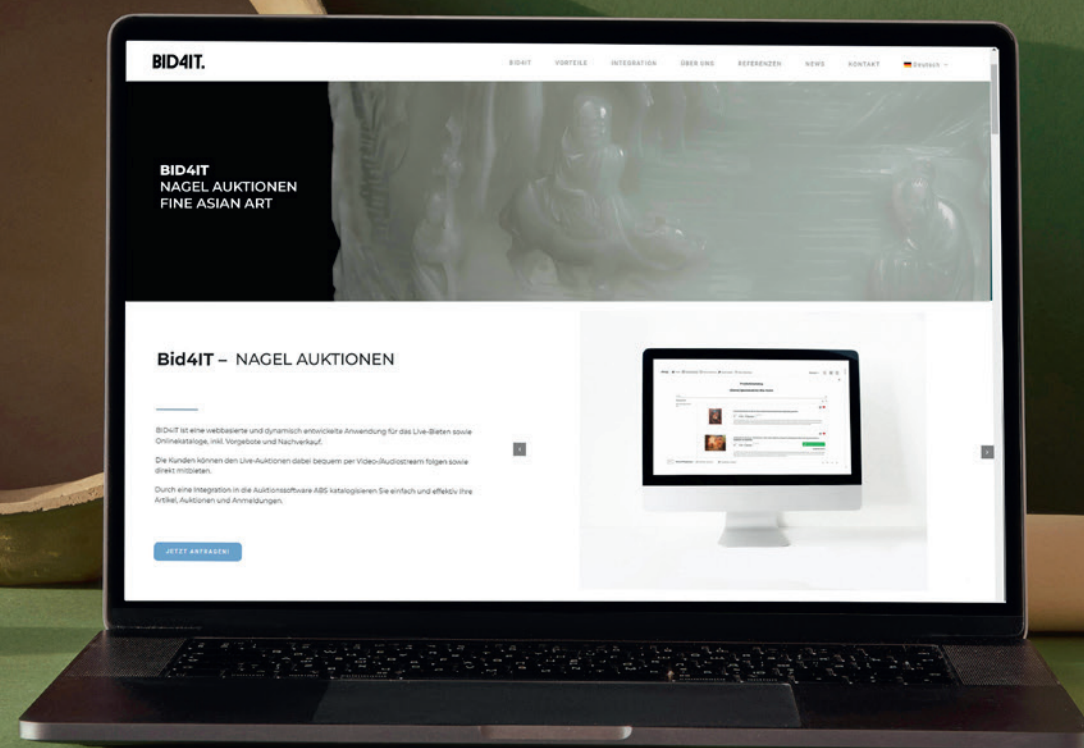 BID4IT.
BID4IT VORTEILE INTEGRATION ÜBER UNS REFERENZEN NEWS KONTAKT Deutsch
BID4IT
NAGEL AUKTIONEN
FINE ASIAN ART
Bid4IT – NAGEL AUKTIONEN
BID4IT ist eine webbasierte und dynamisch entwickelte Anwendung für das Live-Bieten sowie
Onlinekataloge, inkl. Vorgebote und Nachverkauf.
Die Kunden können den Live-Auktionen dabei bequem per Video-/Audiostream folgen sowie
direkt mitbieten.
Durch eine Integration in die Auktionssoftware ABS katalogisieren Sie einfach und effektiv Ihre
Artikel, Auktionen und Anmeldungen.
JETZT ANFRAGEN!